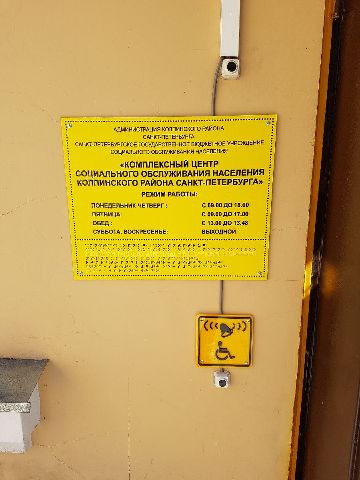 АДМИНИСТРАЦИЯ КОЛПИНСКОГО РАЙОНА
САНКТ-ПЕТЕРБУРГА
САНКТ-ПЕТЕРБУРГСКОЕ ГОСУДАРСТВЕННОЕ БЮДЖЕТНОЕ УЧРЕЖДЕНИЕ
СОЦИАЛЬНОГО ОБСЛУЖИВАНИЯ НАСЕЛЕНИЯ
«КОМПЛЕКСНЫЙ ЦЕНТР
СОЦИАЛЬНОГО ОБСЛУЖИВАНИЯ НАСЕЛЕНИЯ
КОЛПИНСКОГО РАЙОНА САНКТ-ПЕТЕРБУРГА»
РЕЖИМ РАБОТЫ:
ПОНЕДЕЛЬНИК ЧЕТВЕРГ: С 09.00 ДО 18.00
ПЯТНИЦА: С 09.00 ДО 17.00
ОБЕД: С 13.00 ДО 13.48
СУББОТА, ВОСКРЕСЕНЬЕ: ВЫХОДНОЙ